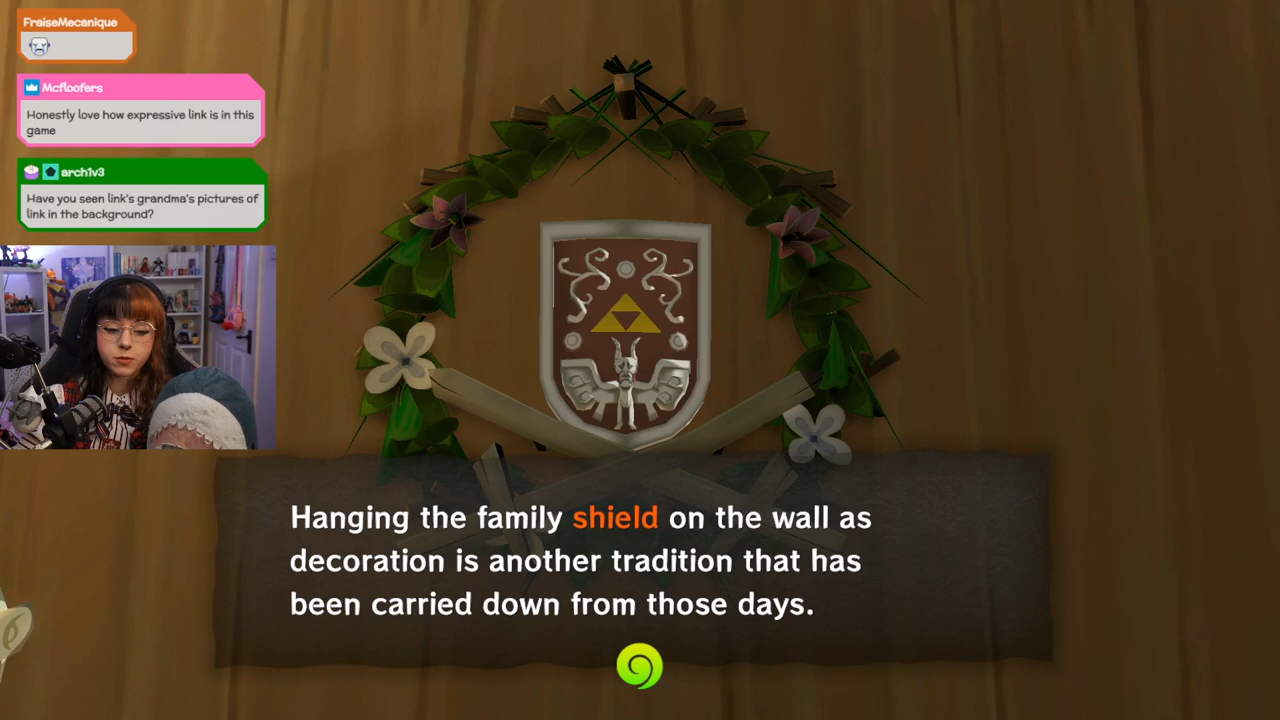 FraiseMecanique
Mcfloofers
Honestly love how expressive link is in this
game
arch1v3
Have you seen link's grandma's pictures of
link in the background?
Hanging the family shield on the wall as
decoration is another tradition that has
been carried down from those days.